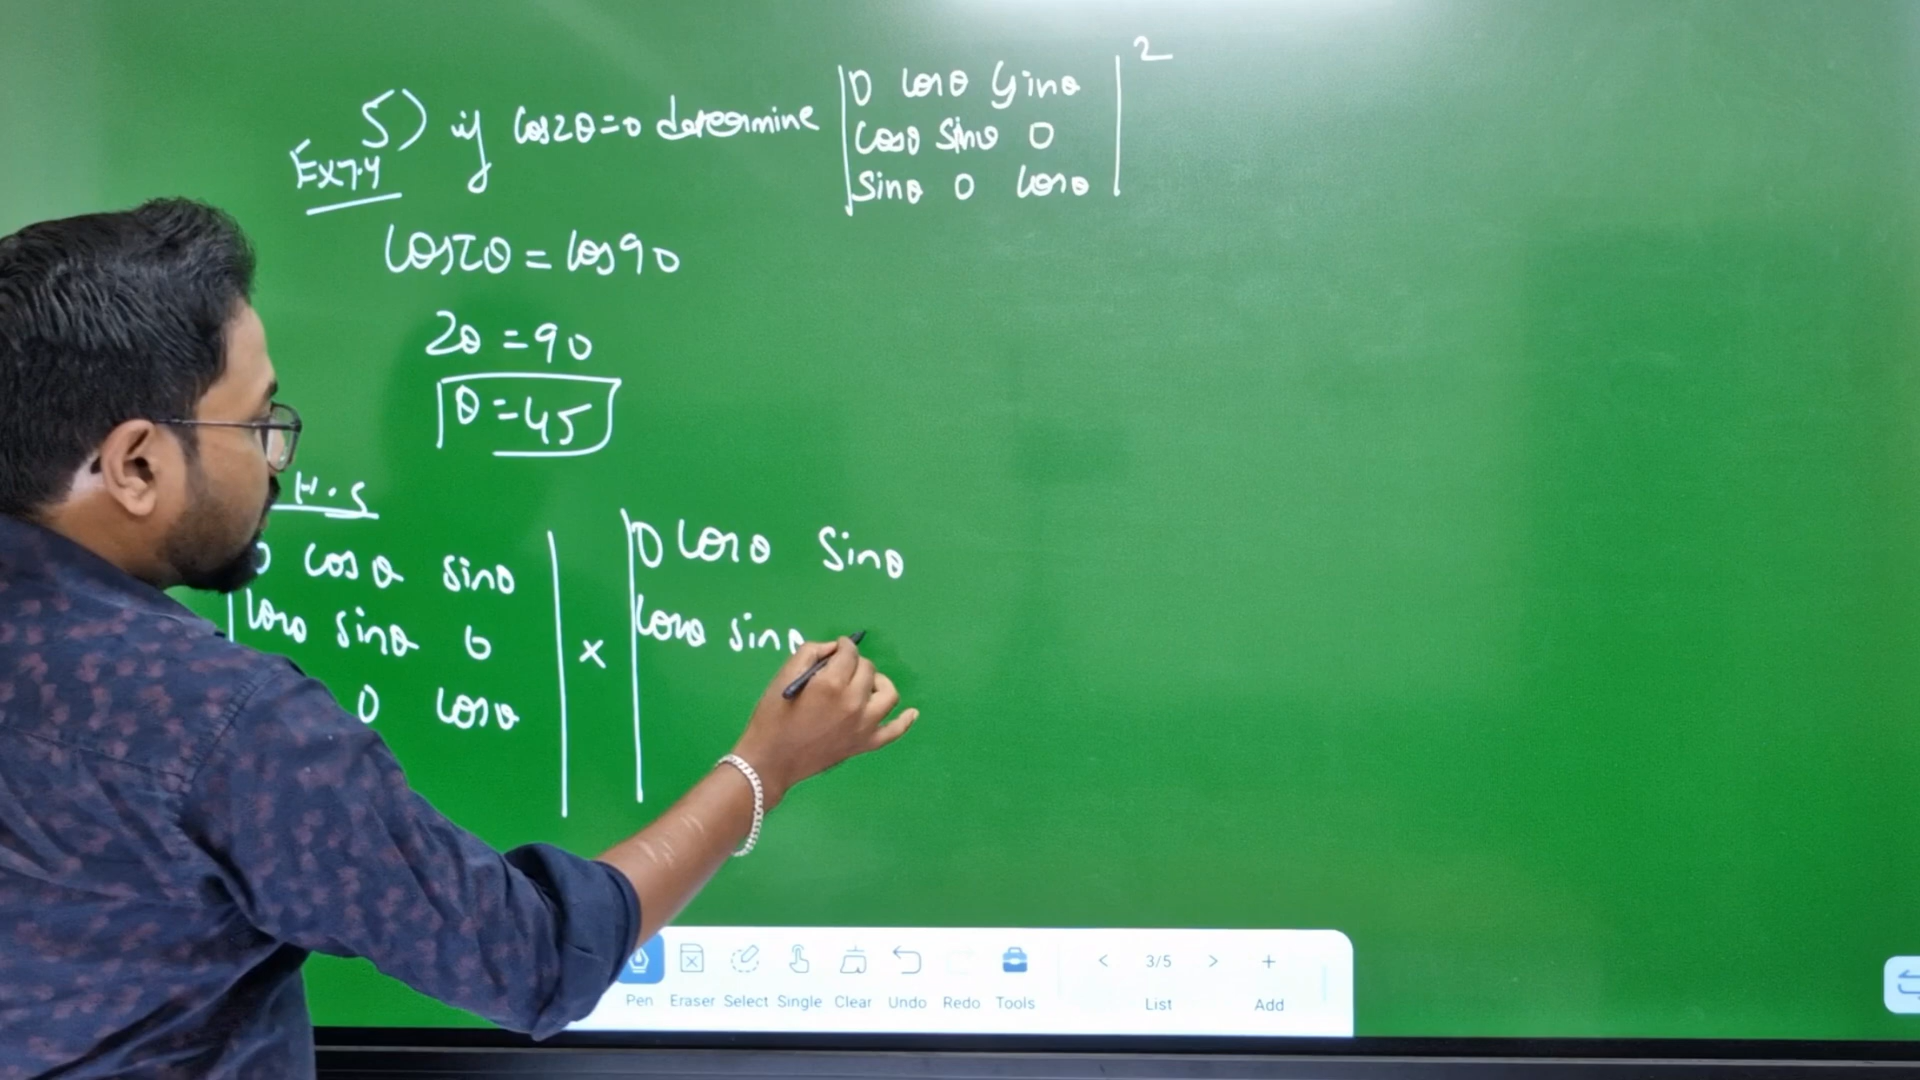 5) if cos2θ=0 determine |0 cosθ sinθ|²
|cosθ sinθ 0|
|sinθ 0 cosθ|
Ex7.4
cos2θ = cos90
2θ = 90
θ = 45
H.S
0 cosθ sinθ | × |0 cosθ sinθ
|cosθ sinθ 0 | |cosθ sinθ
0 cosθ | |
Pen Eraser Select Single Clear Undo Redo Tools < 3/5 > +
List Add